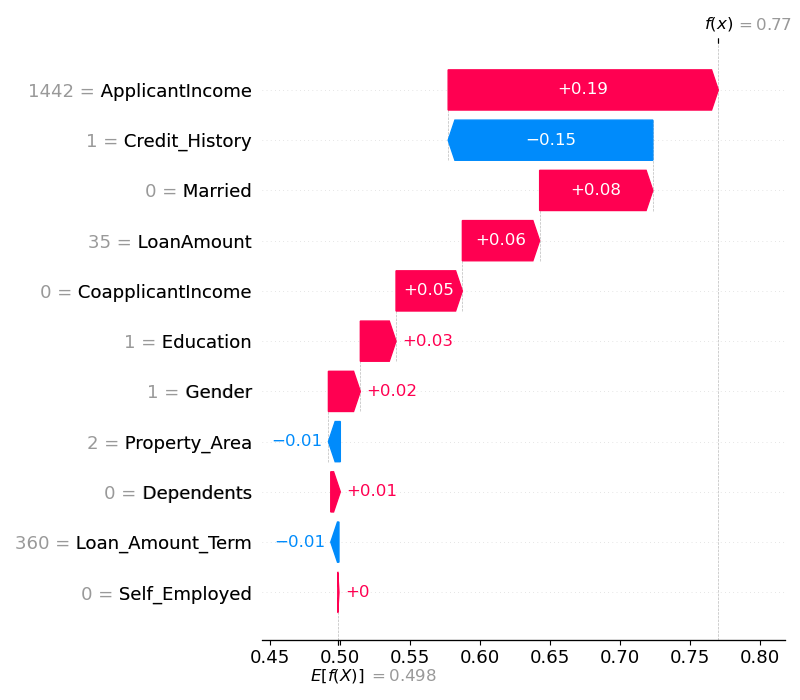 f(x) = 0.77
1442 = ApplicantIncome +0.19
1 = Credit_History −0.15
0 = Married +0.08
35 = LoanAmount +0.06
0 = CoapplicantIncome +0.05
1 = Education +0.03
1 = Gender +0.02
2 = Property_Area −0.01
0 = Dependents +0.01
360 = Loan_Amount_Term −0.01
0 = Self_Employed +0
0.45 0.50 0.55 0.60 0.65 0.70 0.75 0.80
E[f(X)] = 0.498